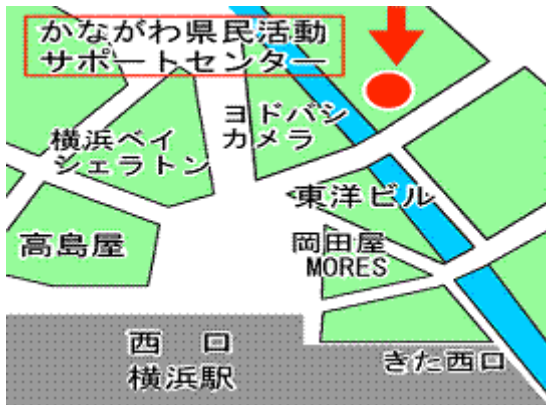 かながわ県民活動
サポートセンター
ヨドバシ
カメラ
横浜ベイ
シェラトン
東洋ビル
高島屋
岡田屋
MORES
西　口
横浜駅
きた西口